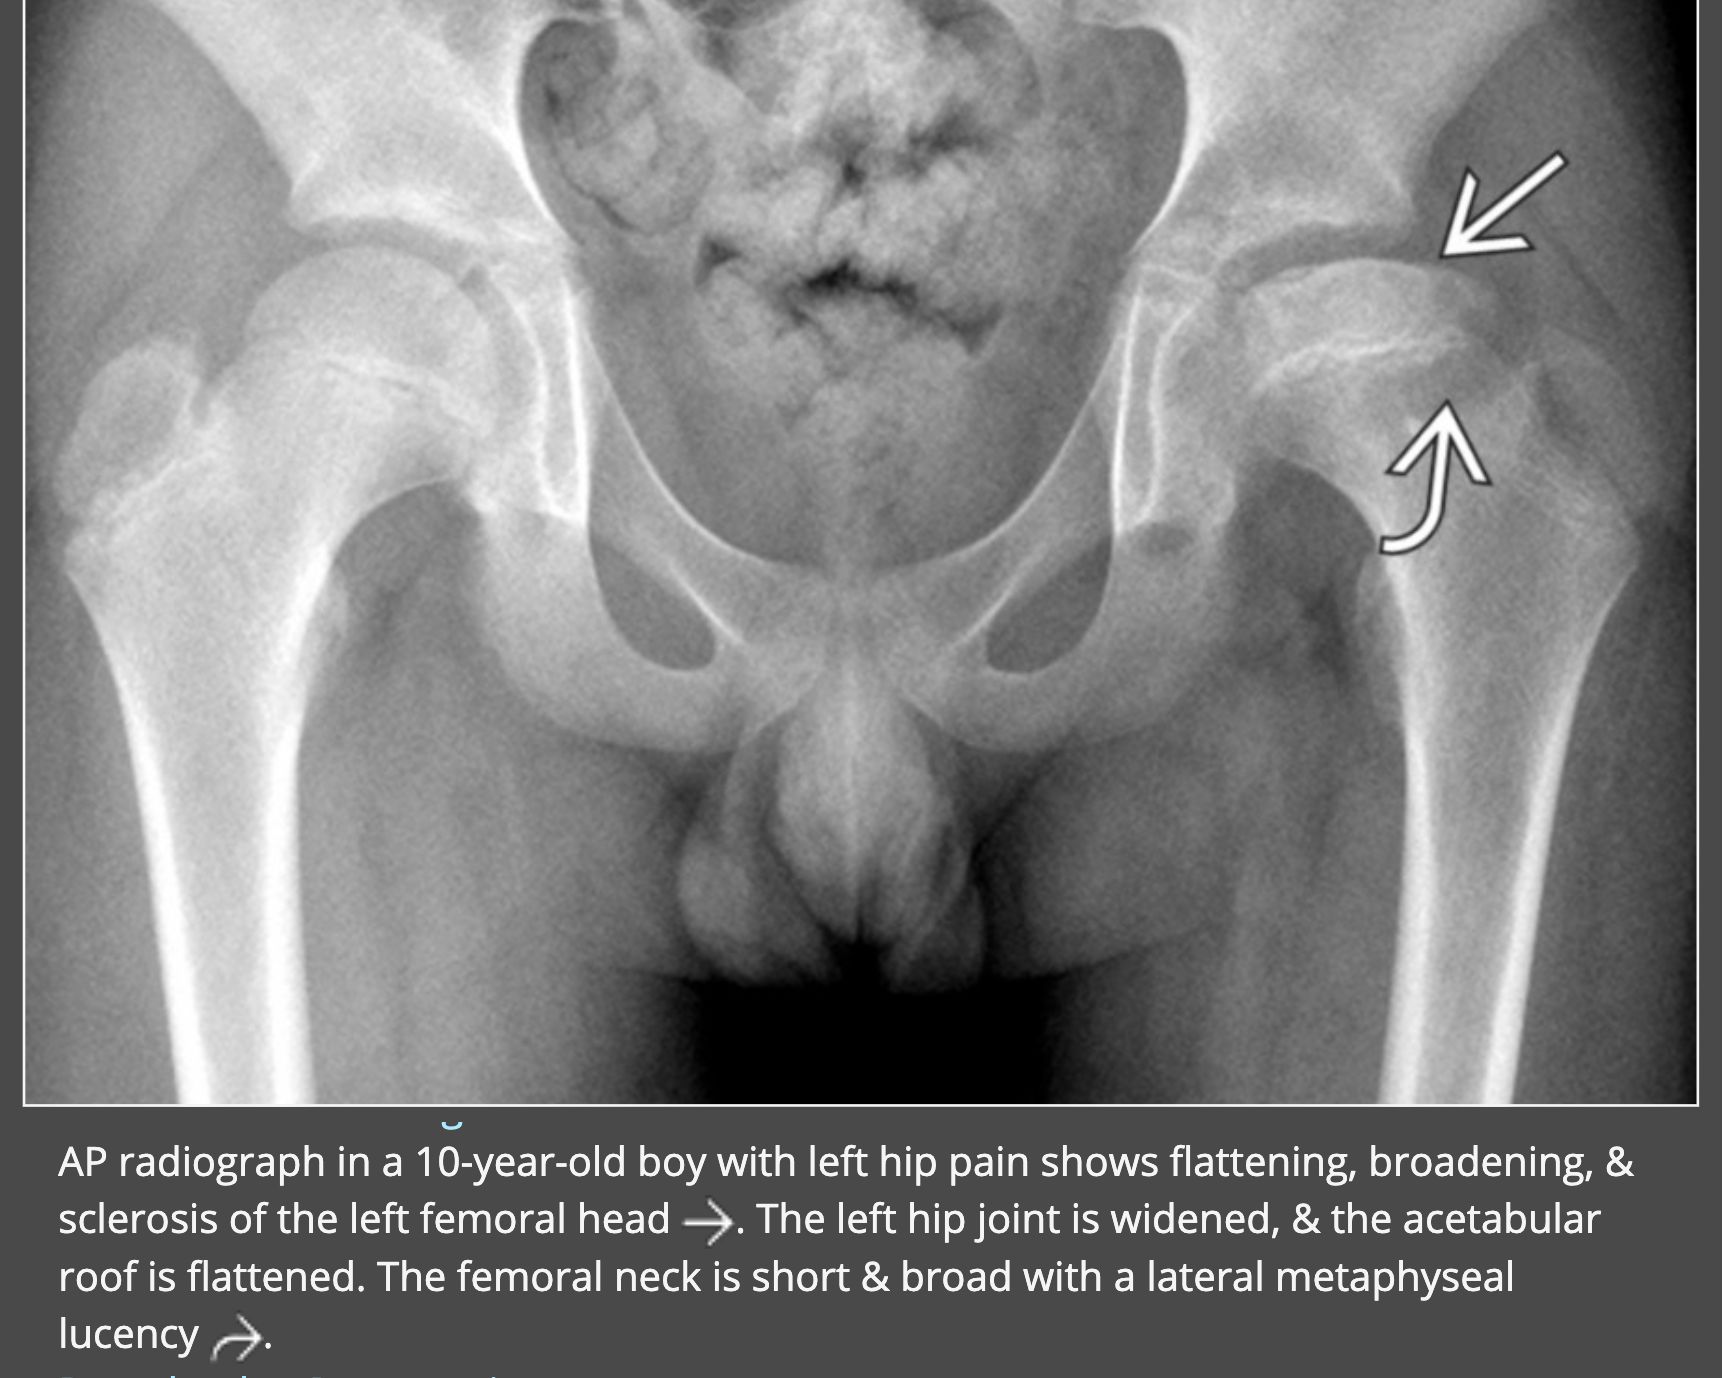 AP radiograph in a 10-year-old boy with left hip pain shows flattening, broadening, &
sclerosis of the left femoral head →. The left hip joint is widened, & the acetabular
roof is flattened. The femoral neck is short & broad with a lateral metaphyseal
lucency ↷.